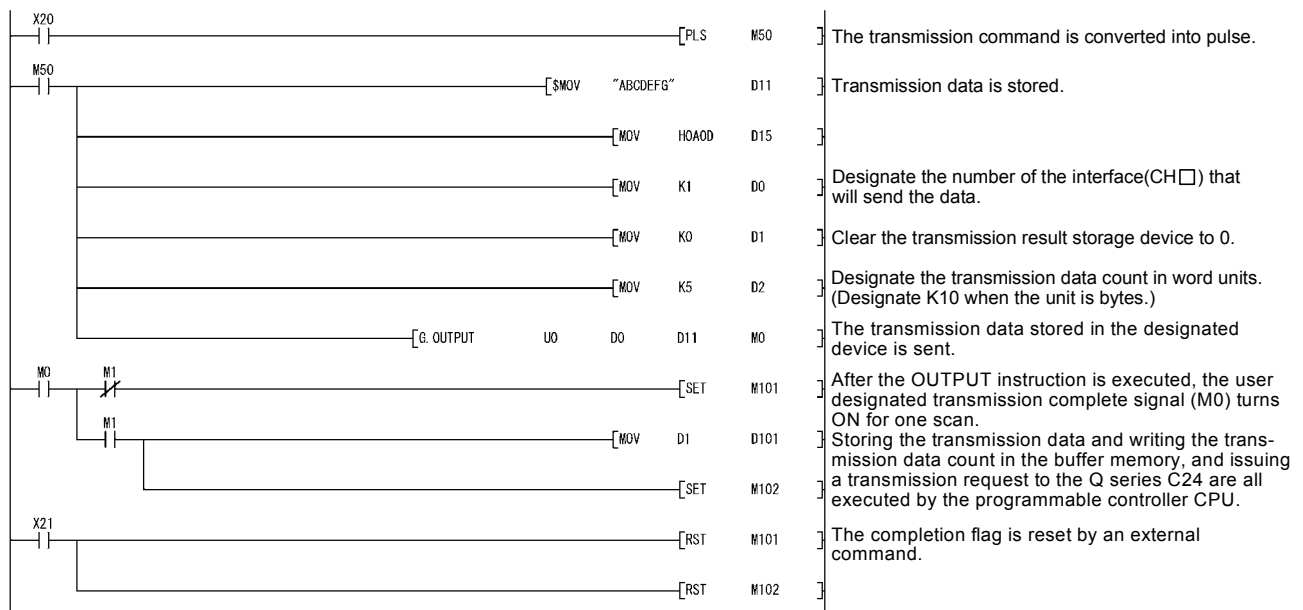 X20
[PLS M50] The transmission command is converted into pulse.
M50
[$MOV "ABCDEFG" D11] Transmission data is stored.
[MOV H0A0D D15]
[MOV K1 D0] Designate the number of the interface(CH□) that
will send the data.
[MOV K0 D1] Clear the transmission result storage device to 0.
[MOV K5 D2] Designate the transmission data count in word units.
(Designate K10 when the unit is bytes.)
[G.OUTPUT U0 D0 D11 M0] The transmission data stored in the designated
device is sent.
M0 M1
[SET M101] After the OUTPUT instruction is executed, the user
designated transmission complete signal (M0) turns
ON for one scan.
M1
[MOV D1 D101] Storing the transmission data and writing the trans-
mission data count in the buffer memory, and issuing
[SET M102] a transmission request to the Q series C24 are all
executed by the programmable controller CPU.
X21
[RST M101] The completion flag is reset by an external
command.
[RST M102]